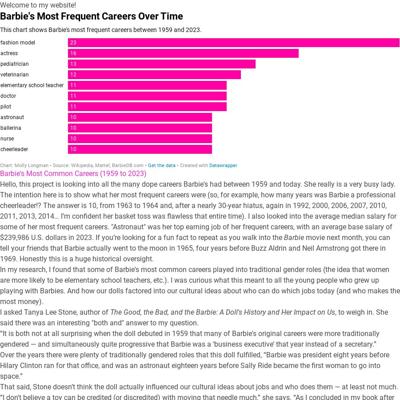 Welcome to my website!
Barbie's Most Frequent Careers Over Time
This chart shows Barbie's most frequent careers between 1959 and 2023.
fashion model 23
actress 16
pediatrician 13
veterinarian 12
elementary school teacher 11
doctor 11
pilot 11
astronaut 10
ballerina 10
nurse 10
cheerleader 10
Chart: Molly Longman • Source: Wikipedia, Mattel, BarbieDB.com • Get the data • Created with Datawrapper
Barbie's Most Common Careers (1959 to 2023)
Hello, this project is looking into all the many dope careers Barbie's had between 1959 and today. She really is a very busy lady.
The intention here is to show what her most frequent careers were (so, for example, how many years was Barbie a professional
cheerleader!? The answer is 10, from 1963 to 1964 and, after a nearly 30-year hiatus, again in 1992, 2000, 2006, 2007, 2010,
2011, 2013, 2014... I'm confident her basket toss was flawless that entire time). I also looked into the average median salary for
some of her most frequent careers. "Astronaut" was her top earning job of her frequent careers, with an average base salary of
$239,986 U.S. dollars in 2023. If you're looking for a fun fact to repeat as you walk into the Barbie movie next month, you can
tell your friends that Barbie actually went to the moon in 1965, four years before Buzz Aldrin and Neil Armstrong got there in
1969. Honestly this is a huge historical oversight.
In my research, I found that some of Barbie's most common careers played into traditional gender roles (the idea that women
are more likely to be elementary school teachers, etc.). I was curious what this meant to all the young people who grew up
playing with Barbies. And how our dolls factored into our cultural ideas about who can do which jobs today (and who makes the
most money).
I asked Tanya Lee Stone, author of The Good, the Bad, and the Barbie: A Doll's History and Her Impact on Us, to weigh in. She
said there was an interesting "both and" answer to my question.
"It is both not at all surprising when the doll debuted in 1959 that many of Barbie's original careers were more traditionally
gendered — and simultaneously quite progressive that Barbie was a 'business executive' that year instead of a secretary."
Over the years there were plenty of traditionally gendered roles that this doll fulfilled, "Barbie was president eight years before
Hilary Clinton ran for that office, and was an astronaut eighteen years before Sally Ride became the first woman to go into
space."
That said, Stone doesn't think the doll actually influenced our cultural ideas about jobs and who does them — at least not much.
"I don't believe a toy can be credited (or discredited) with moving that needle much," she says. "As I concluded in my book after